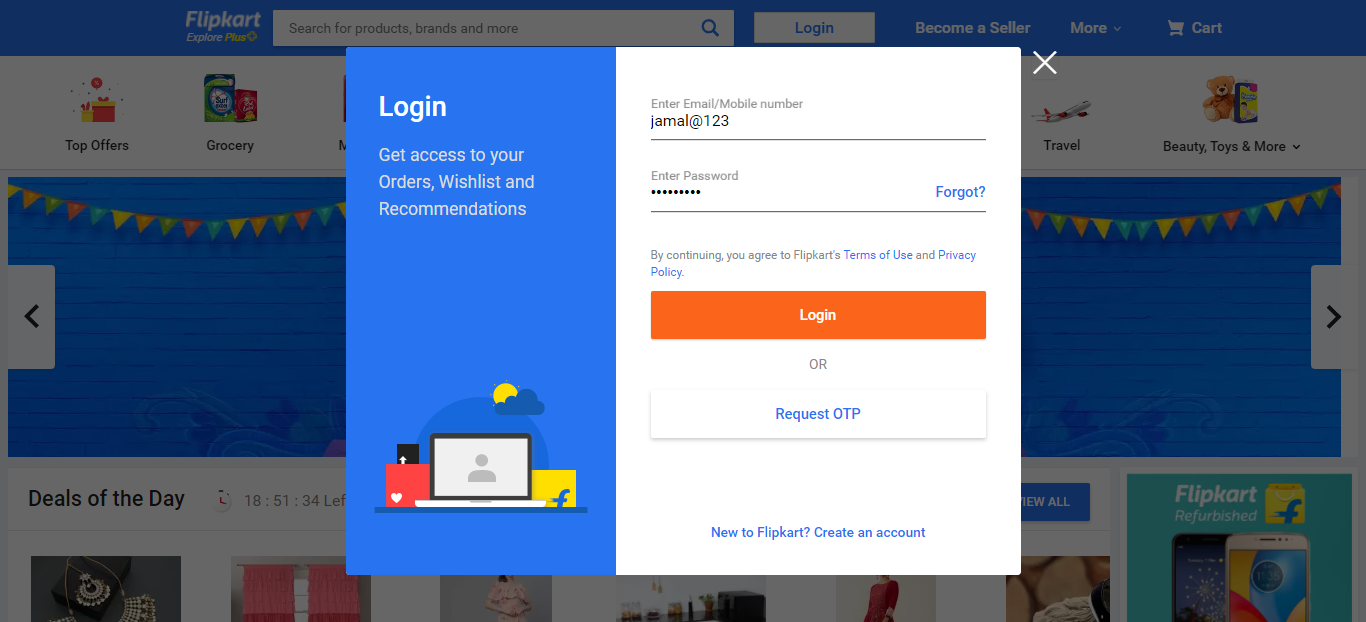 Flipkart
Explore Plus
Search for products, brands and more
Login
Become a Seller
More
Cart
Top Offers
Grocery
M
Travel
Beauty, Toys & More
Login
Get access to your
Orders, Wishlist and
Recommendations
Enter Email/Mobile number
jamal@123
Enter Password
•••••••••
Forgot?
By continuing, you agree to Flipkart's Terms of Use and Privacy
Policy.
Login
OR
Request OTP
New to Flipkart? Create an account
Deals of the Day
18 : 51 : 34 Lef
VIEW ALL
Flipkart
Refurbished